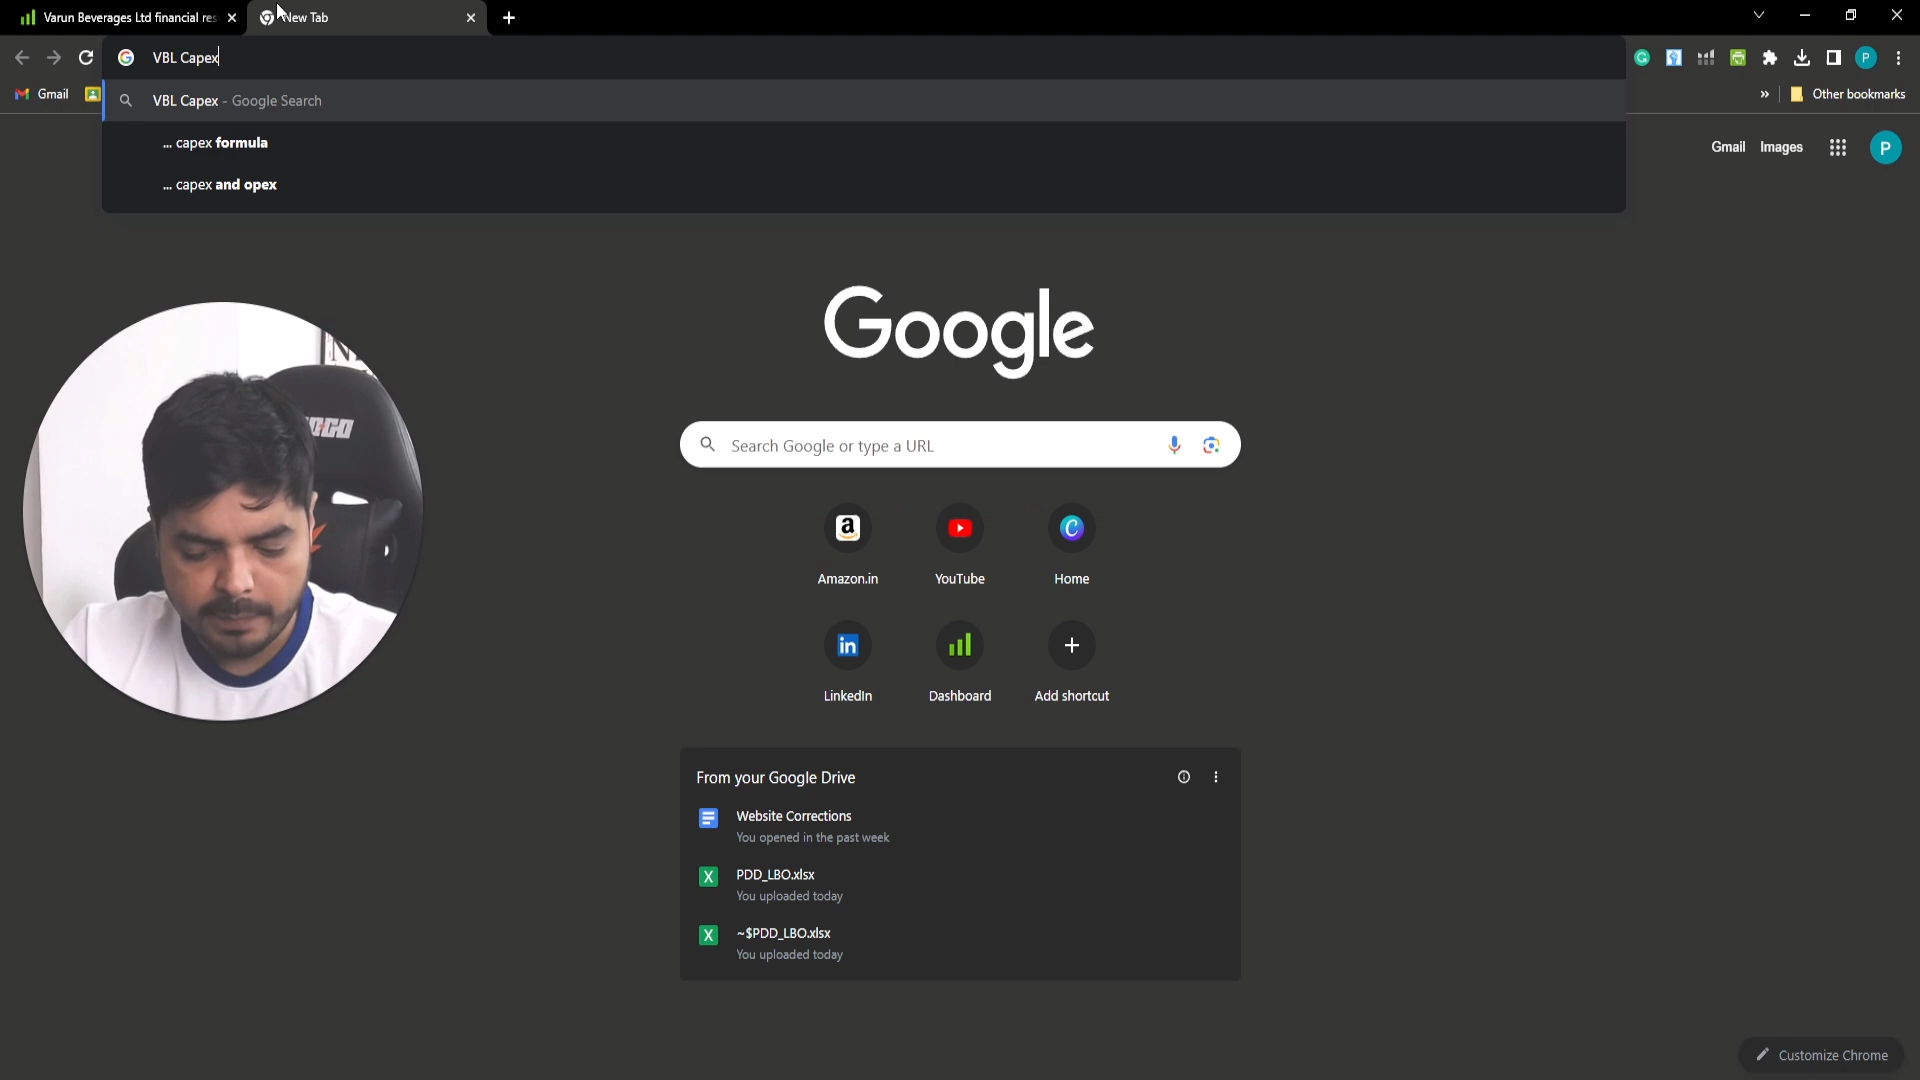 Varun Beverages Ltd financial res
New Tab
VBL Capex
Gmail
Other bookmarks
VBL Capex - Google Search
... capex formula
... capex and opex
Gmail Images
P
Google
Search Google or type a URL
Amazon.in
YouTube
Home
LinkedIn
Dashboard
Add shortcut
From your Google Drive
Website Corrections
You opened in the past week
PDD_LBO.xlsx
You uploaded today
~$PDD_LBO.xlsx
You uploaded today
Customize Chrome